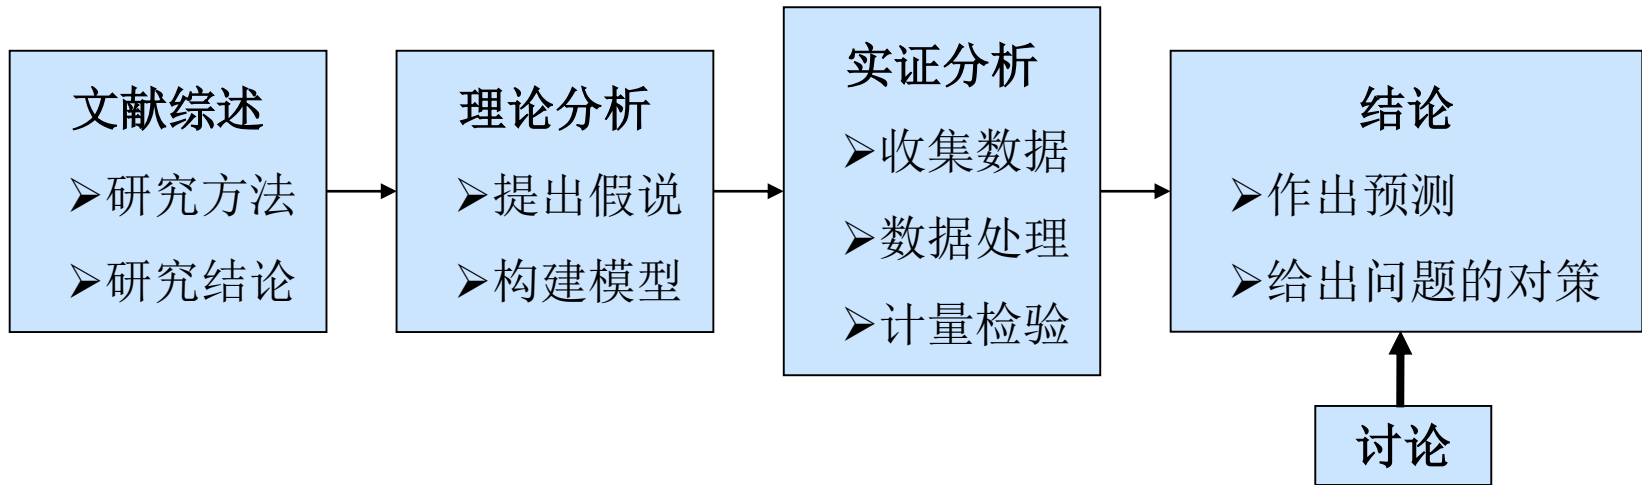 文献综述
➢研究方法
➢研究结论
理论分析
➢提出假说
➢构建模型
实证分析
➢收集数据
➢数据处理
➢计量检验
结论
➢作出预测
➢给出问题的对策
讨论